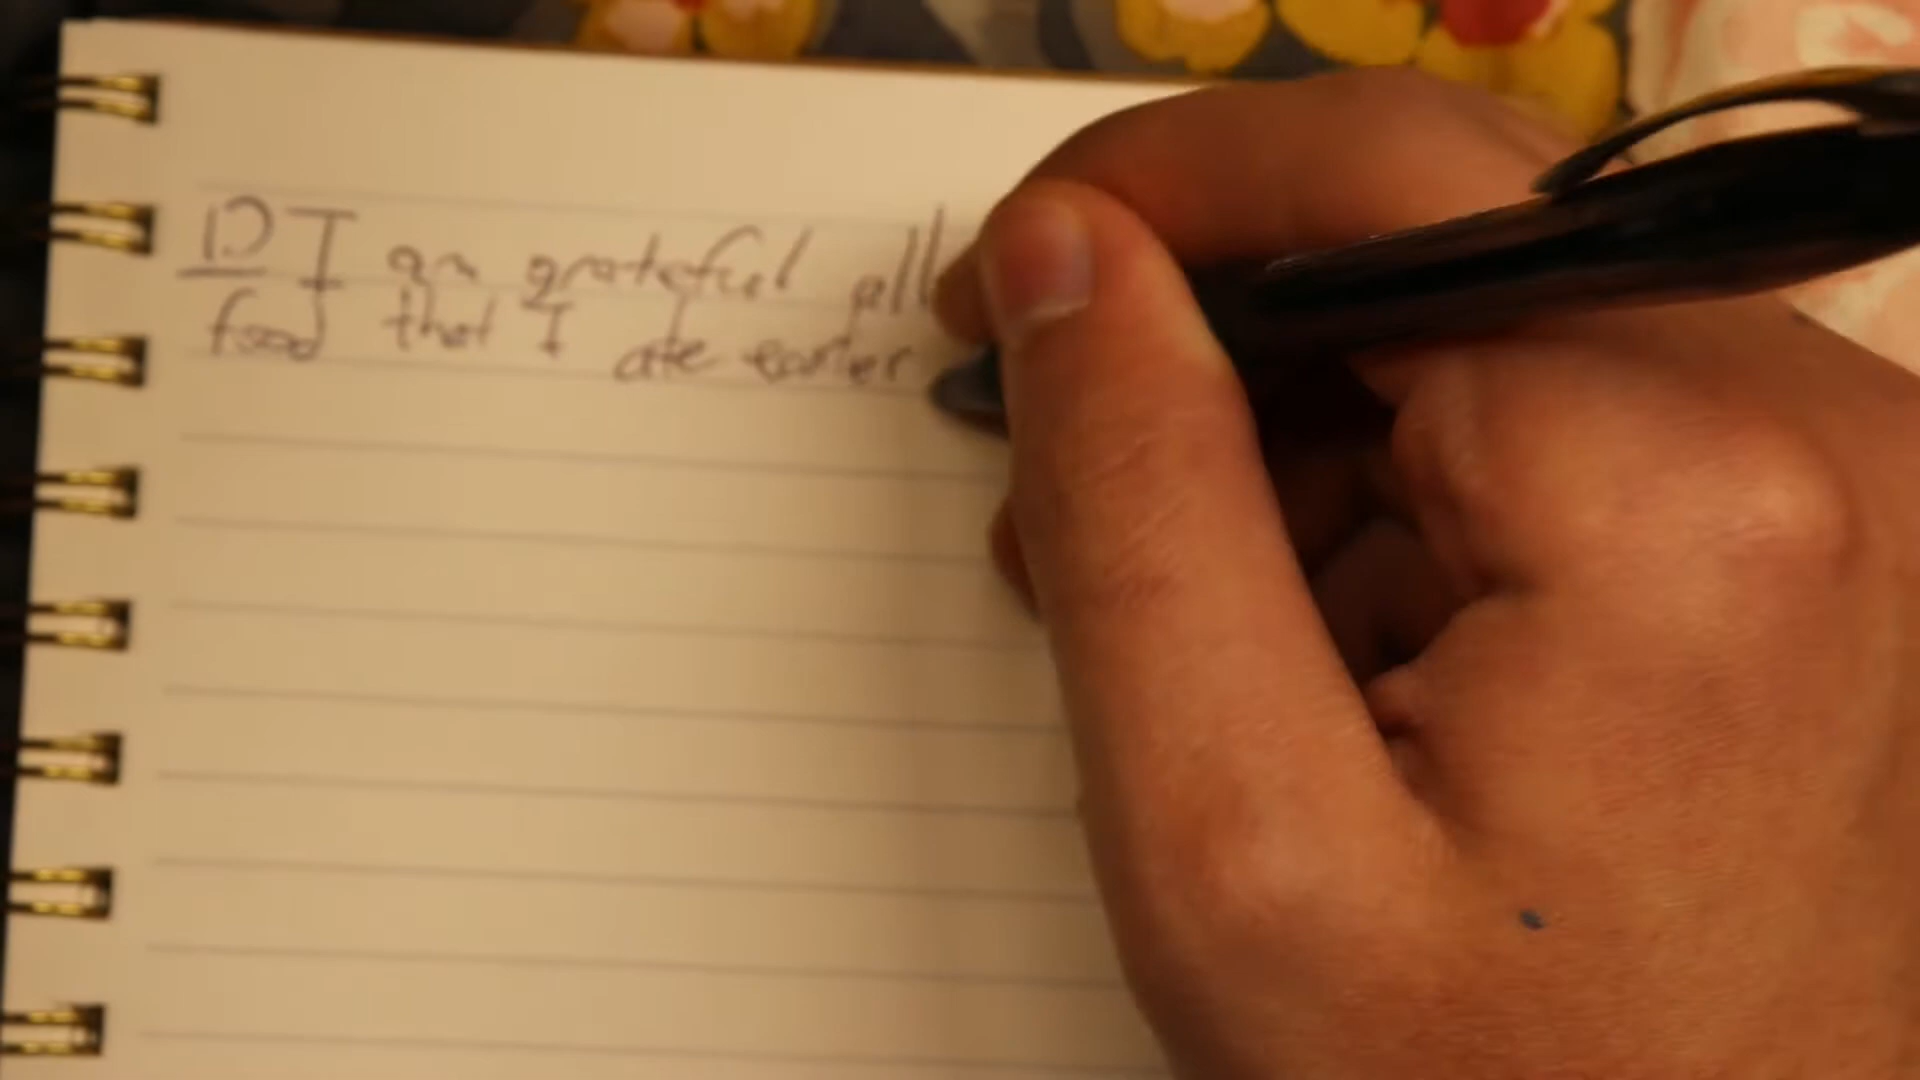 1.) I am grateful all
food that I ate earlier